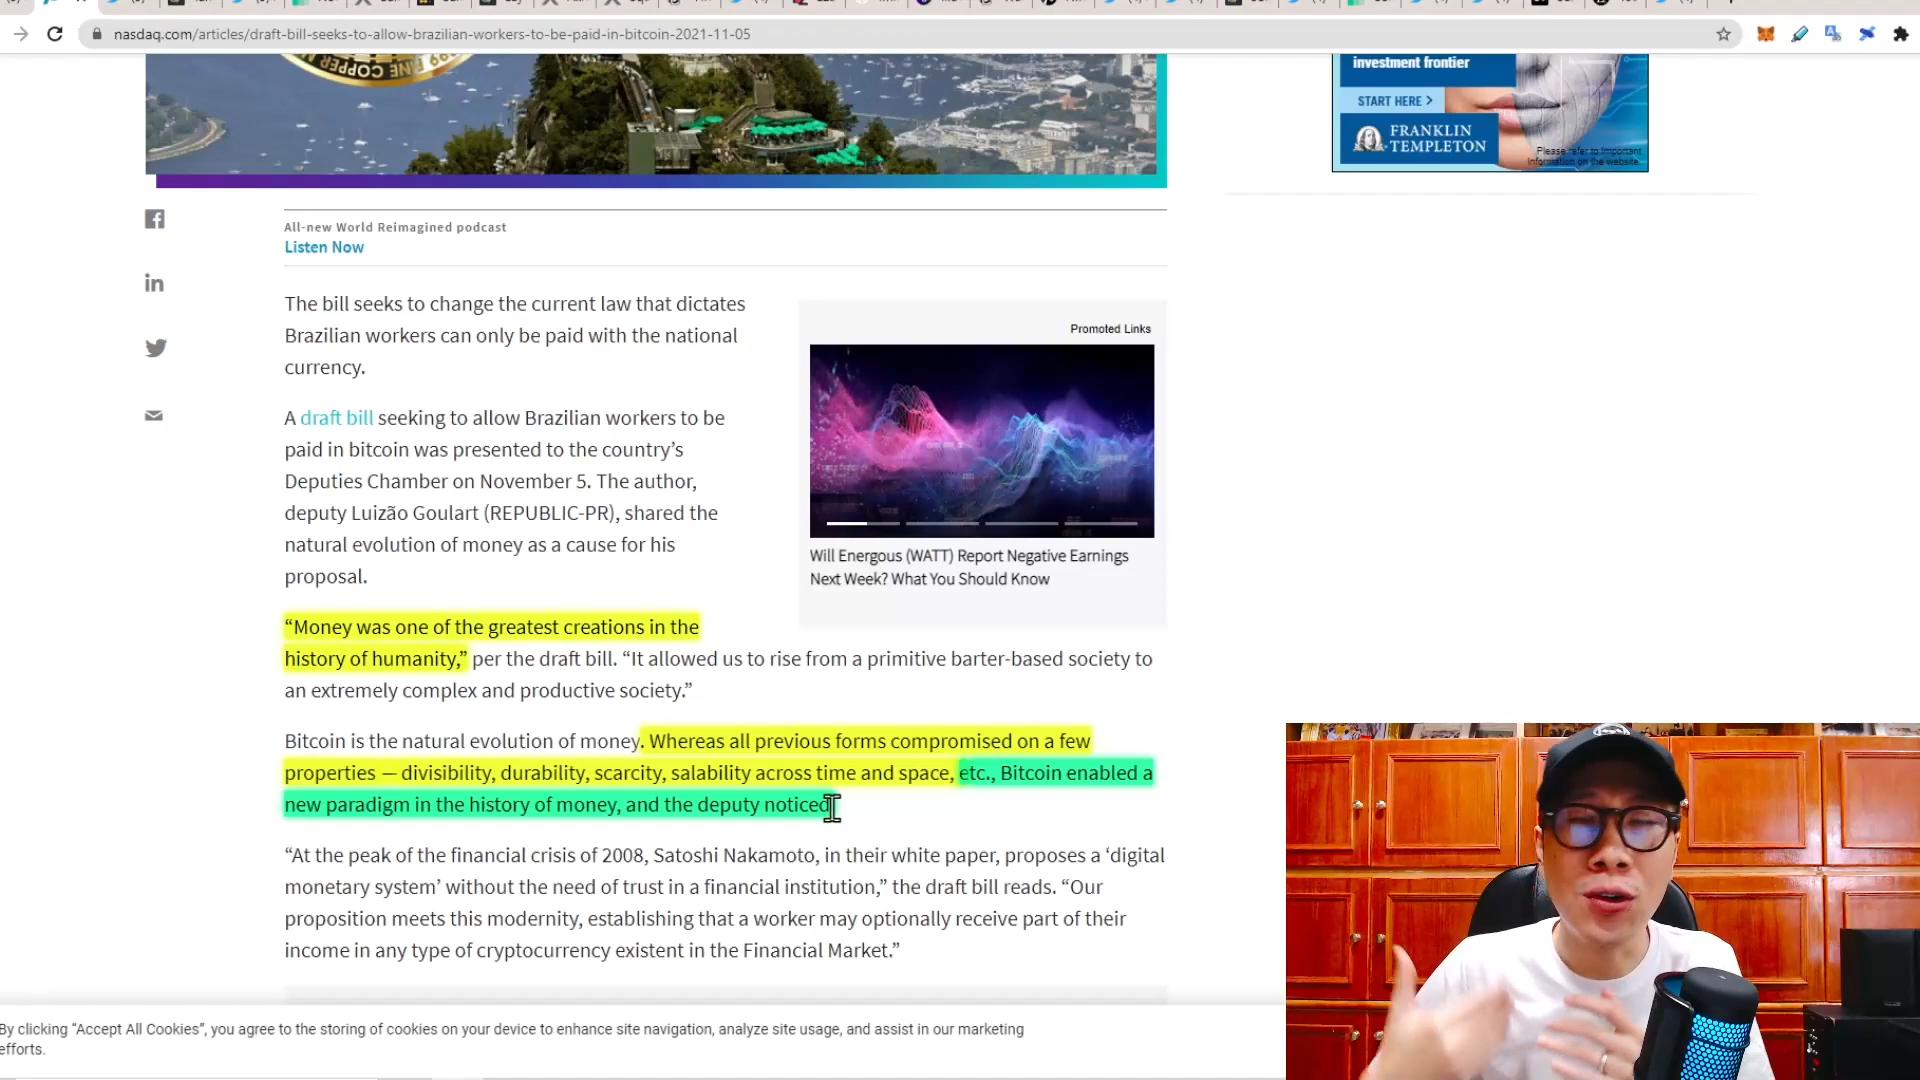 nasdaq.com/articles/draft-bill-seeks-to-allow-brazilian-workers-to-be-paid-in-bitcoin-2021-11-05
investment frontier
START HERE >
FRANKLIN
TEMPLETON
Please refer to Important
Information on the website.
All-new World Reimagined podcast
Listen Now
The bill seeks to change the current law that dictates
Brazilian workers can only be paid with the national
currency.
A draft bill seeking to allow Brazilian workers to be
paid in bitcoin was presented to the country’s
Deputies Chamber on November 5. The author,
deputy Luizão Goulart (REPUBLIC-PR), shared the
natural evolution of money as a cause for his
proposal.
Promoted Links
Will Energous (WATT) Report Negative Earnings
Next Week? What You Should Know
“Money was one of the greatest creations in the
history of humanity,” per the draft bill. “It allowed us to rise from a primitive barter-based society to
an extremely complex and productive society.”
Bitcoin is the natural evolution of money. Whereas all previous forms compromised on a few
properties — divisibility, durability, scarcity, salability across time and space, etc., Bitcoin enabled a
new paradigm in the history of money, and the deputy noticed
“At the peak of the financial crisis of 2008, Satoshi Nakamoto, in their white paper, proposes a ‘digital
monetary system’ without the need of trust in a financial institution,” the draft bill reads. “Our
proposition meets this modernity, establishing that a worker may optionally receive part of their
income in any type of cryptocurrency existent in the Financial Market.”
By clicking “Accept All Cookies”, you agree to the storing of cookies on your device to enhance site navigation, analyze site usage, and assist in our marketing
efforts.